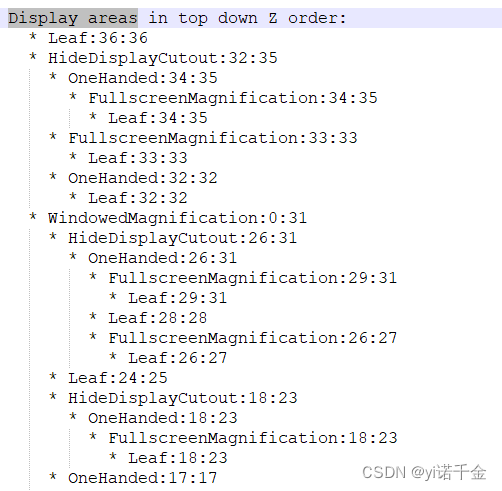 Display areas in top down Z order:
* Leaf:36:36
* HideDisplayCutout:32:35
* OneHanded:34:35
* FullscreenMagnification:34:35
* Leaf:34:35
* FullscreenMagnification:33:33
* Leaf:33:33
* OneHanded:32:32
* Leaf:32:32
* WindowedMagnification:0:31
* HideDisplayCutout:26:31
* OneHanded:26:31
* FullscreenMagnification:29:31
* Leaf:29:31
* Leaf:28:28
* FullscreenMagnification:26:27
* Leaf:26:27
* Leaf:24:25
* HideDisplayCutout:18:23
* OneHanded:18:23
* FullscreenMagnification:18:23
* Leaf:18:23
* OneHanded:17:17
CSDN @yi诺千金